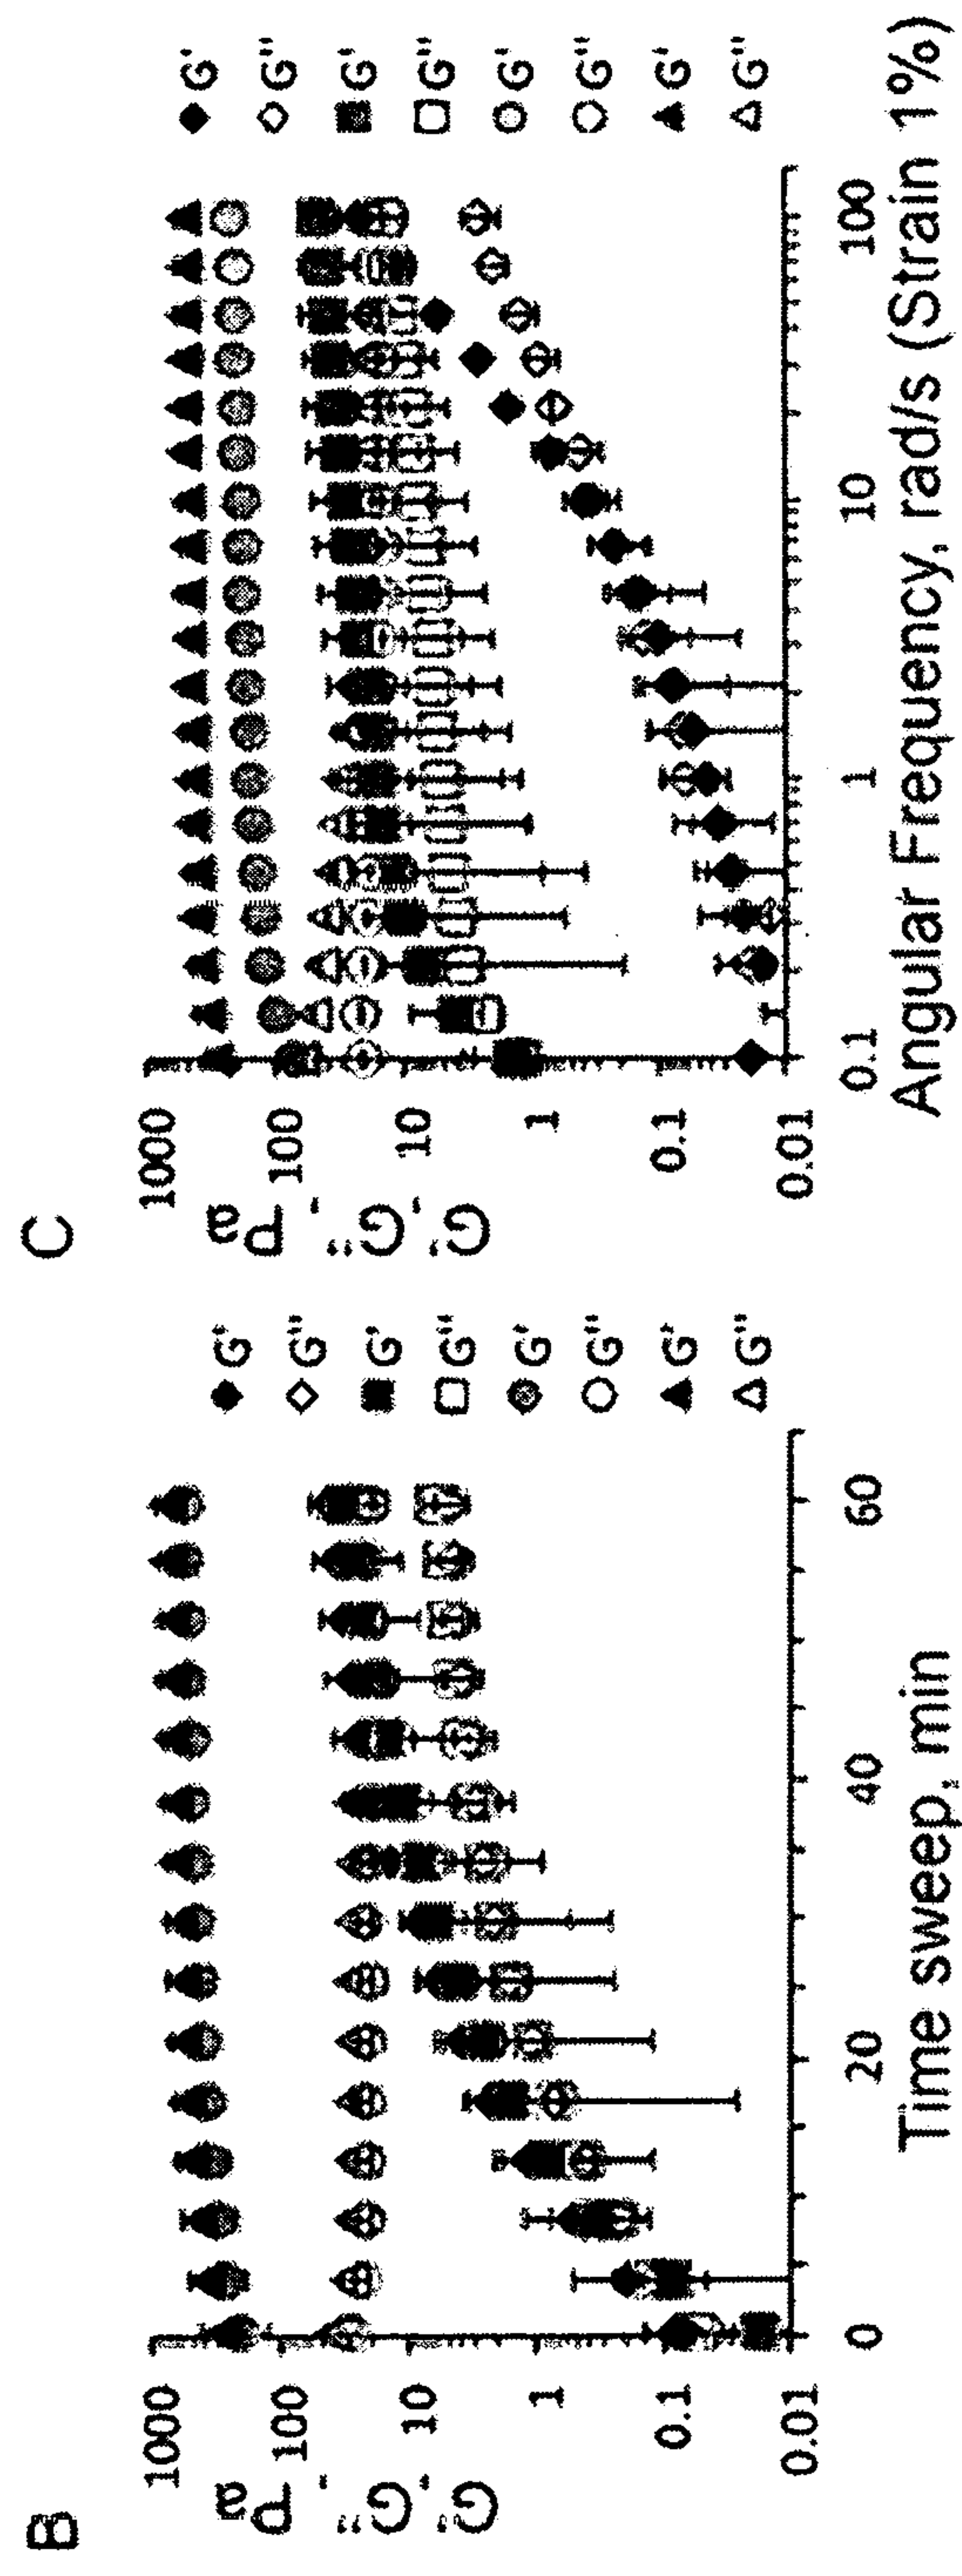 B
G',G'', Pa
1000
100
10
1
0.1
0.01
0
20
40
60
Time sweep, min
G'
G''
G'
G''
G'
G''
G'
G''
C
G',G'', Pa
1000
100
10
1
0.1
0.01
0.1
1
10
100
Angular Frequency, rad/s (Strain 1%)
G'
G''
G'
G''
G'
G''
G'
G''